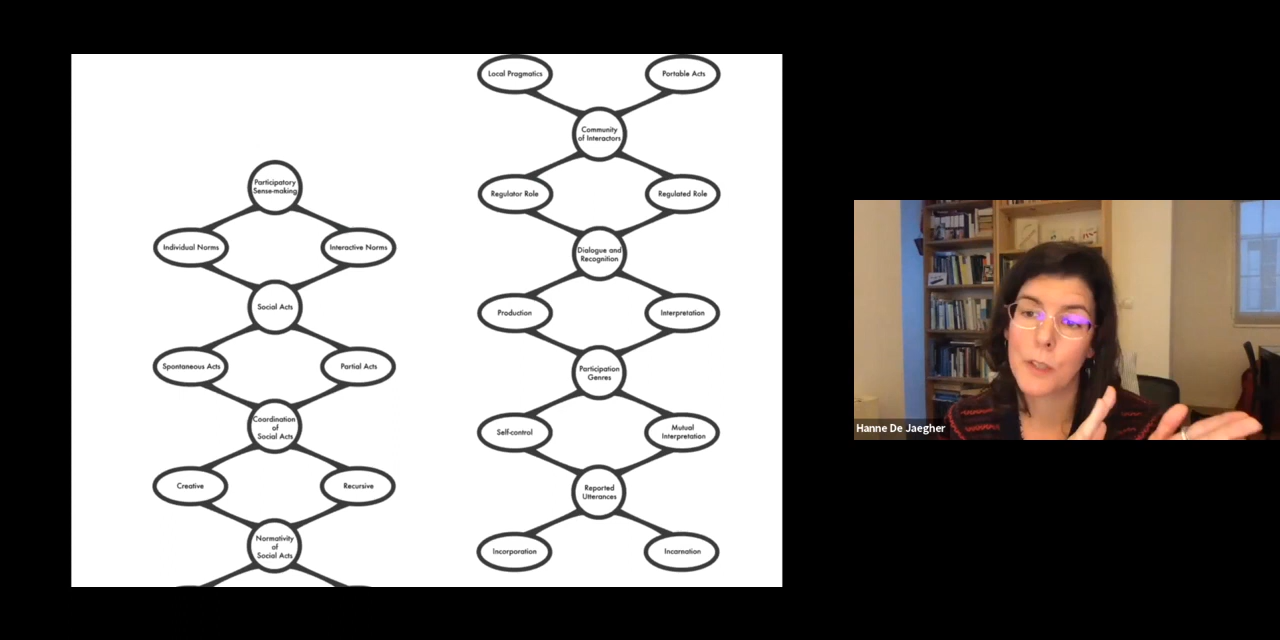 Participatory
Sense-making
Individual Norms
Interactive Norms
Social Acts
Spontaneous Acts
Partial Acts
Coordination
of
Social Acts
Creative
Recursive
Normativity
of
Social Acts
Local Pragmatics
Portable Acts
Community
of Interactors
Regulator Role
Regulated Role
Dialogue and
Recognition
Production
Interpretation
Participation
Genres
Self-control
Mutual
Interpretation
Reported
Utterances
Incorporation
Incarnation
Hanne De Jaegher